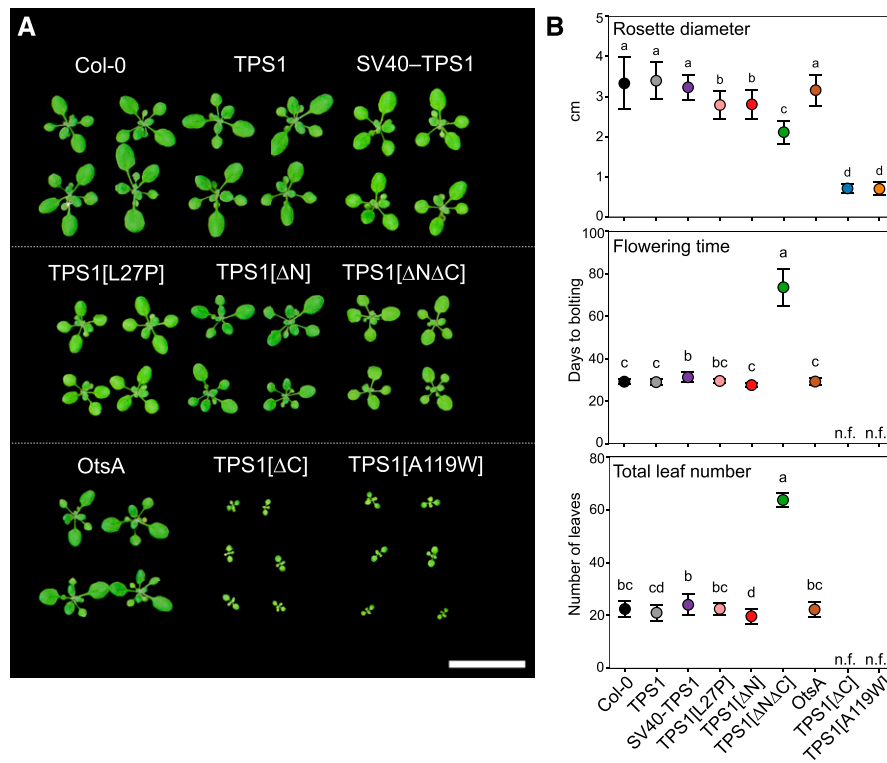 A
Col-0 TPS1 SV40–TPS1
TPS1[L27P] TPS1[ΔN] TPS1[ΔNΔC]
OtsA TPS1[ΔC] TPS1[A119W]
B
Rosette diameter
cm
5
4
3
2
1
0
a a a b b c a d d
Flowering time
Days to bolting
100
80
60
40
20
0
c c b bc c a c n.f. n.f.
Total leaf number
Number of leaves
80
60
40
20
0
bc cd b bc d a bc n.f. n.f.
Col-0
TPS1
SV40–TPS1
TPS1[L27P]
TPS1[ΔN]
TPS1[ΔNΔC]
OtsA
TPS1[ΔC]
TPS1[A119W]